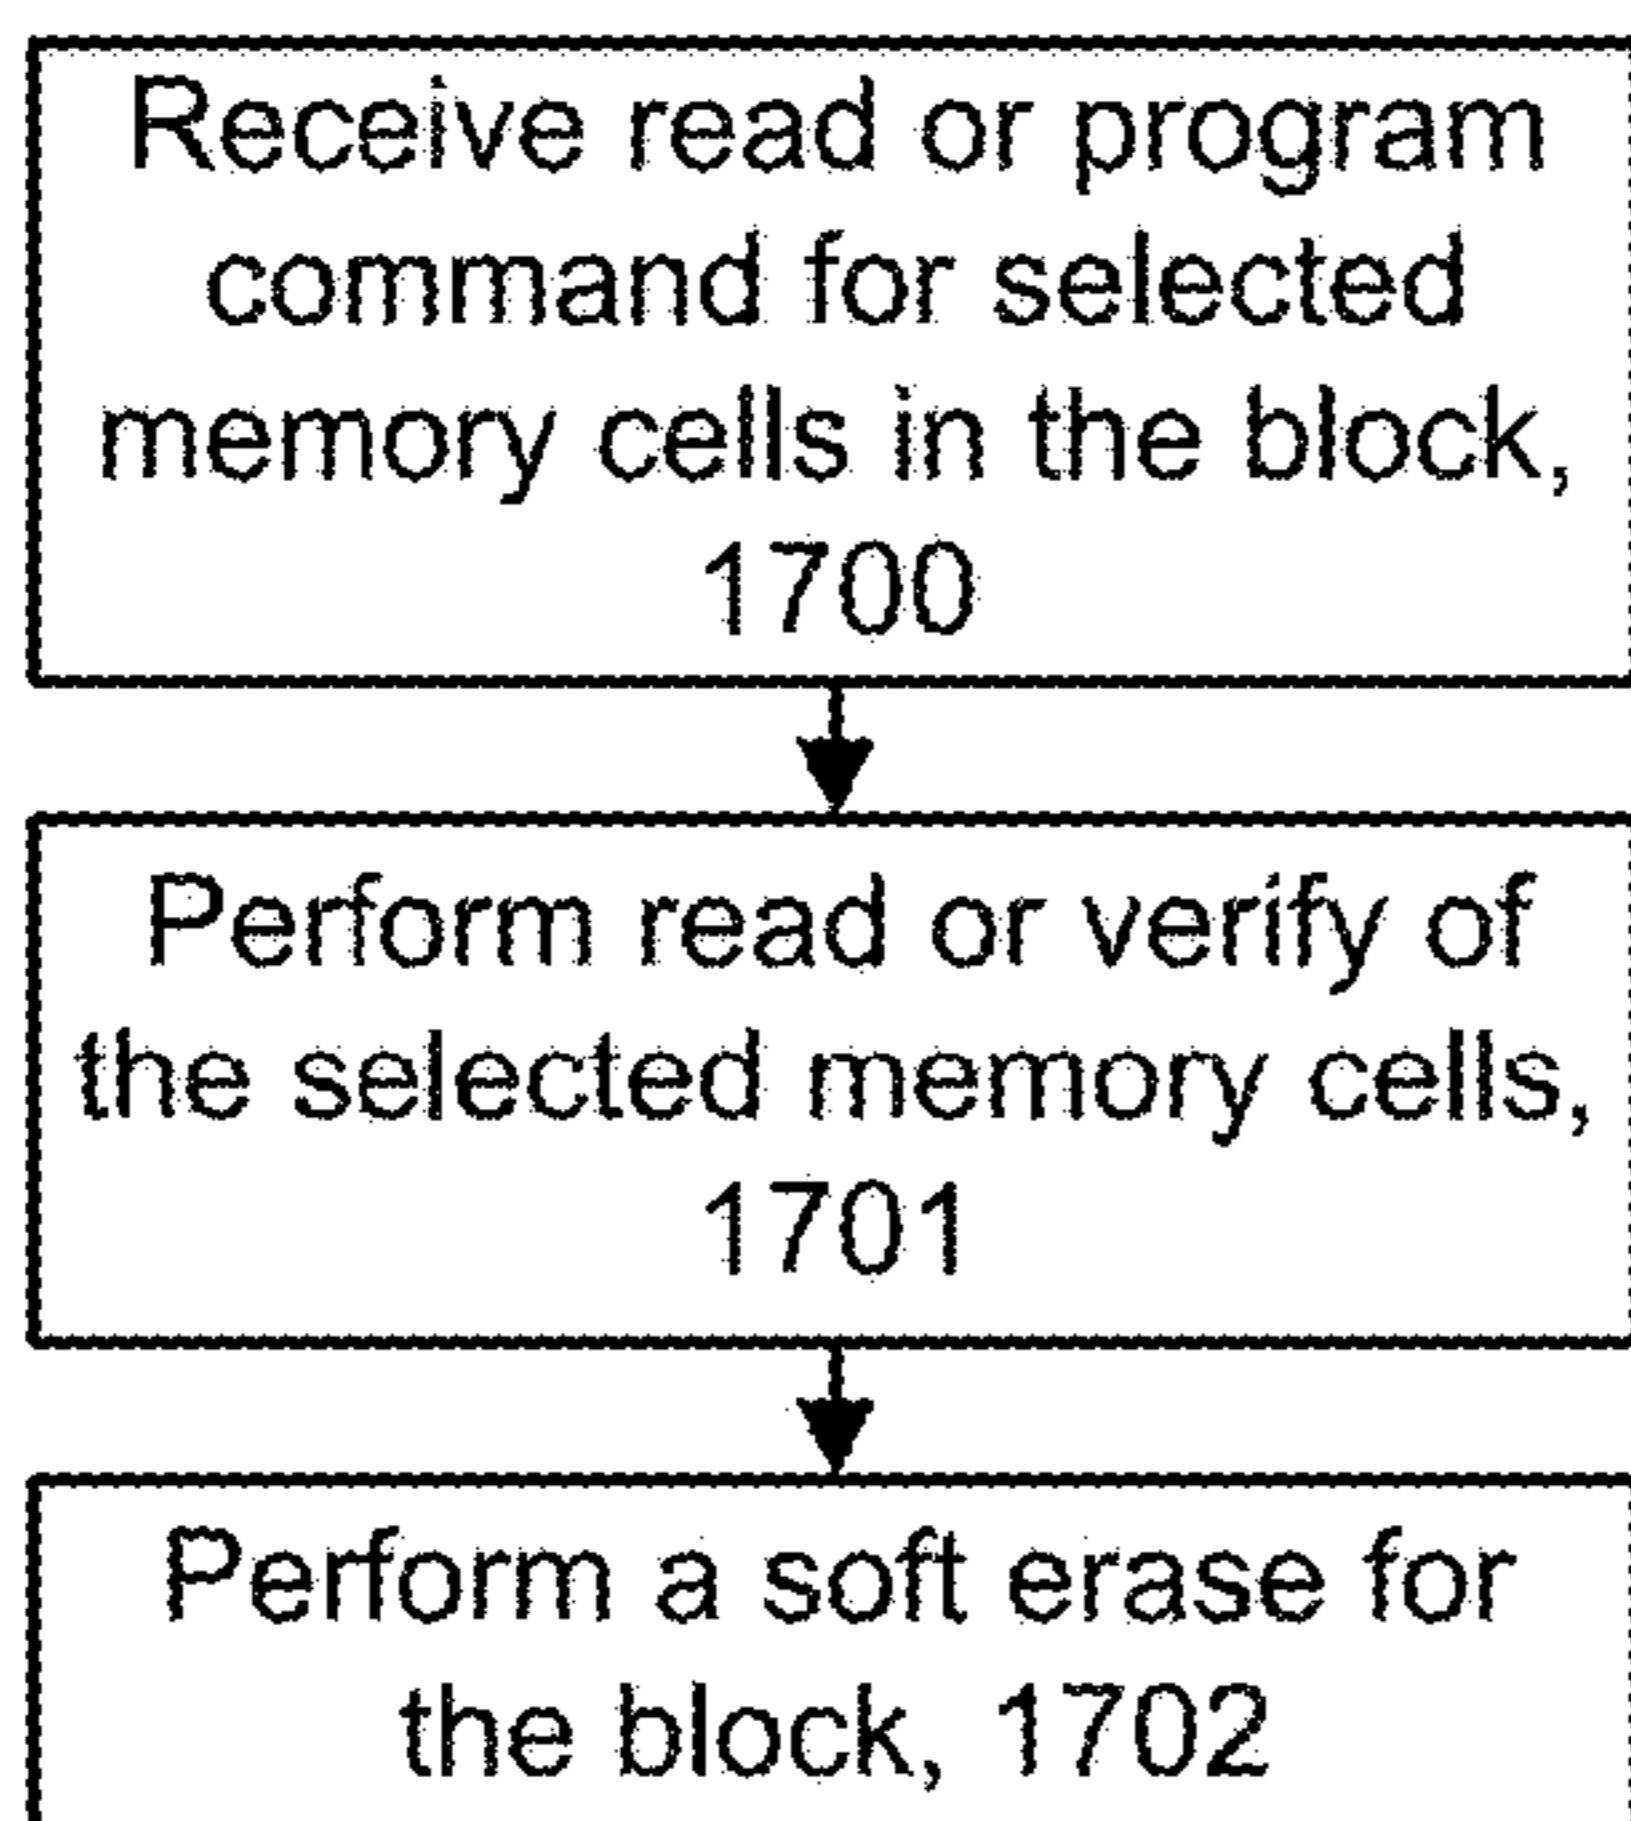 Receive read or program
command for selected
memory cells in the block,
1700
Perform read or verify of
the selected memory cells,
1701
Perform a soft erase for
the block, 1702